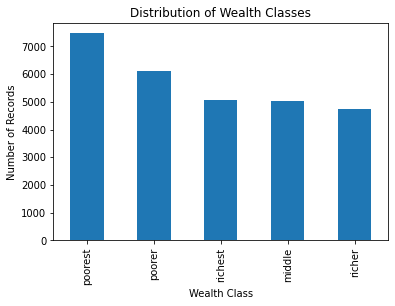 Distribution of Wealth Classes
Number of Records
7000
6000
5000
4000
3000
2000
1000
0
poorest
poorer
richest
middle
richer
Wealth Class